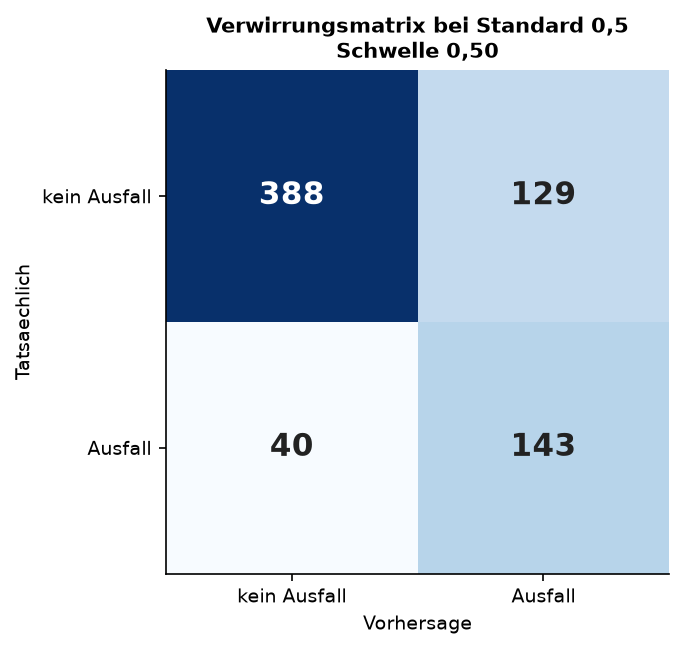 Verwirrungsmatrix bei Standard 0,5
Schwelle 0,50
kein Ausfall
388
129
Tatsaechlich
Ausfall
40
143
kein Ausfall
Ausfall
Vorhersage